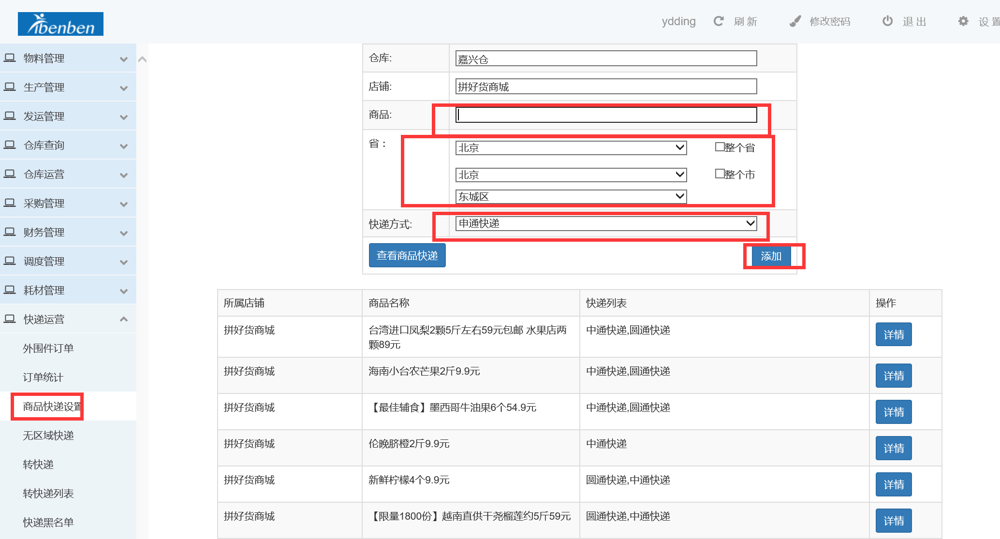 benben
ydding
刷 新
修改密码
退 出
设 置
物料管理
生产管理
发运管理
仓库查询
仓库运营
采购管理
财务管理
调度管理
耗材管理
快递运营
外围件订单
订单统计
商品快递设置
无区域快递
转快递
转快递列表
快递黑名单
仓库:
嘉兴仓
店铺:
拼好货商城
商品:
省：
北京
整个省
北京
整个市
东城区
快递方式:
申通快递
查看商品快递
添加
所属店铺
商品名称
快递列表
操作
拼好货商城
台湾进口凤梨2颗5斤左右59元包邮 水果店两
颗89元
中通快递,圆通快递
详情
拼好货商城
海南小台农芒果2斤9.9元
中通快递,圆通快递
详情
拼好货商城
【最佳辅食】墨西哥牛油果6个54.9元
中通快递,圆通快递
详情
拼好货商城
伦晚脐橙2斤9.9元
中通快递
详情
拼好货商城
新鲜柠檬4个9.9元
圆通快递,中通快递
详情
拼好货商城
【限量1800份】越南直供干尧榴莲约5斤59元
圆通快递,中通快递
详情